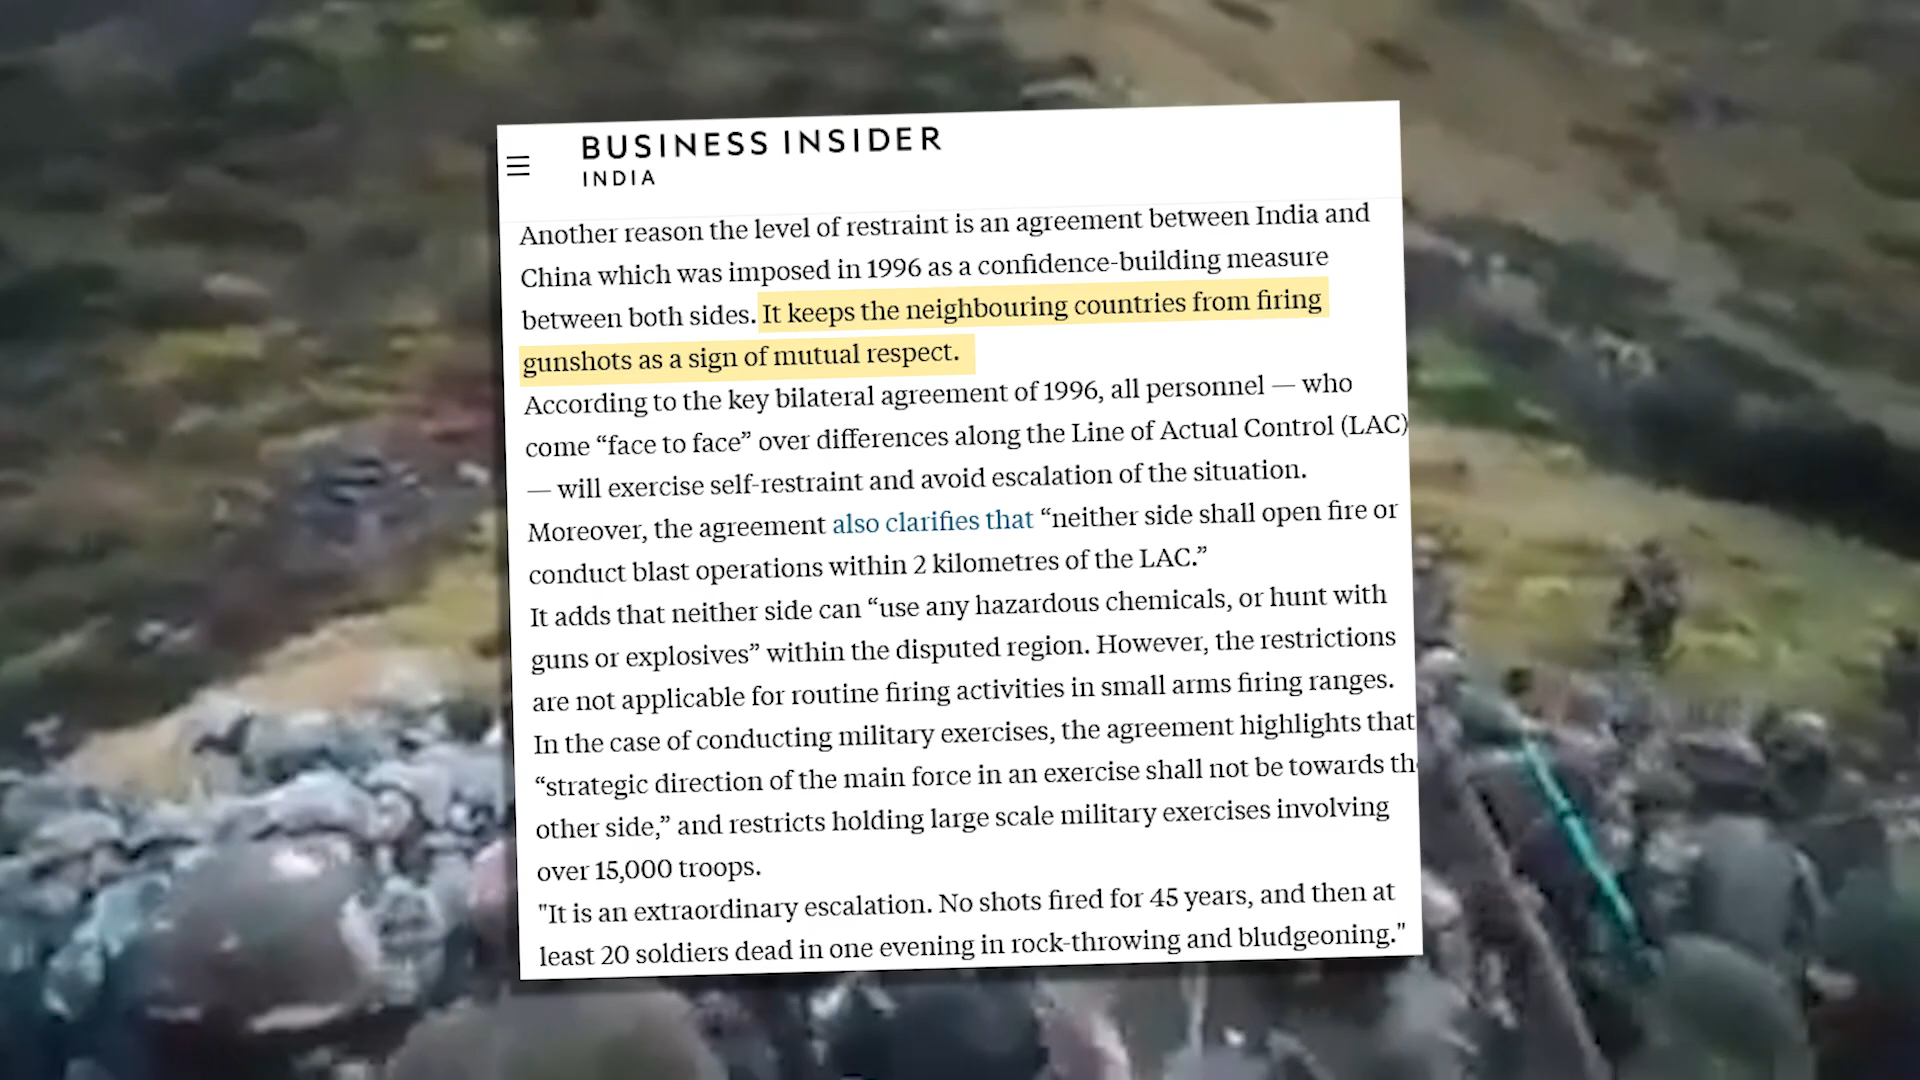 BUSINESS INSIDER
INDIA
Another reason the level of restraint is an agreement between India and
China which was imposed in 1996 as a confidence-building measure
between both sides. It keeps the neighbouring countries from firing
gunshots as a sign of mutual respect.
According to the key bilateral agreement of 1996, all personnel — who
come “face to face” over differences along the Line of Actual Control (LAC)
— will exercise self-restraint and avoid escalation of the situation.
Moreover, the agreement also clarifies that “neither side shall open fire or
conduct blast operations within 2 kilometres of the LAC.”
It adds that neither side can “use any hazardous chemicals, or hunt with
guns or explosives” within the disputed region. However, the restrictions
are not applicable for routine firing activities in small arms firing ranges.
In the case of conducting military exercises, the agreement highlights that
“strategic direction of the main force in an exercise shall not be towards th
other side,” and restricts holding large scale military exercises involving
over 15,000 troops.
"It is an extraordinary escalation. No shots fired for 45 years, and then at
least 20 soldiers dead in one evening in rock-throwing and bludgeoning."